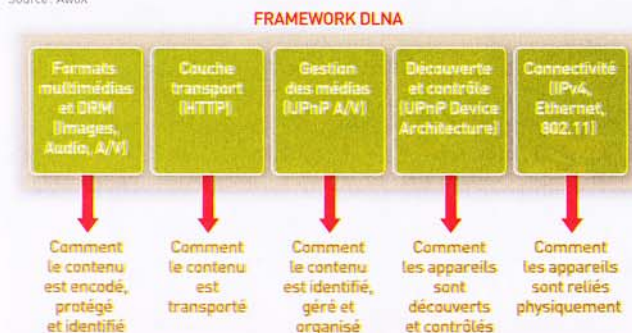 Source : AwoX
FRAMEWORK DLNA
Formats
multimédias
et DRM
(Images,
Audio, A/V)
Couche
transport
(HTTP)
Gestion
des médias
(UPnP A/V)
Découverte
et contrôle
(UPnP Device
Architecture)
Connectivité
(IPv4,
Ethernet,
802.11)
Comment
le contenu
est encodé,
protégé
et identifié
Comment
le contenu
est
transporté
Comment
le contenu
est identifié,
géré et
organisé
Comment
les appareils
sont
découverts
et contrôlés
Comment
les appareils
sont reliés
physiquement